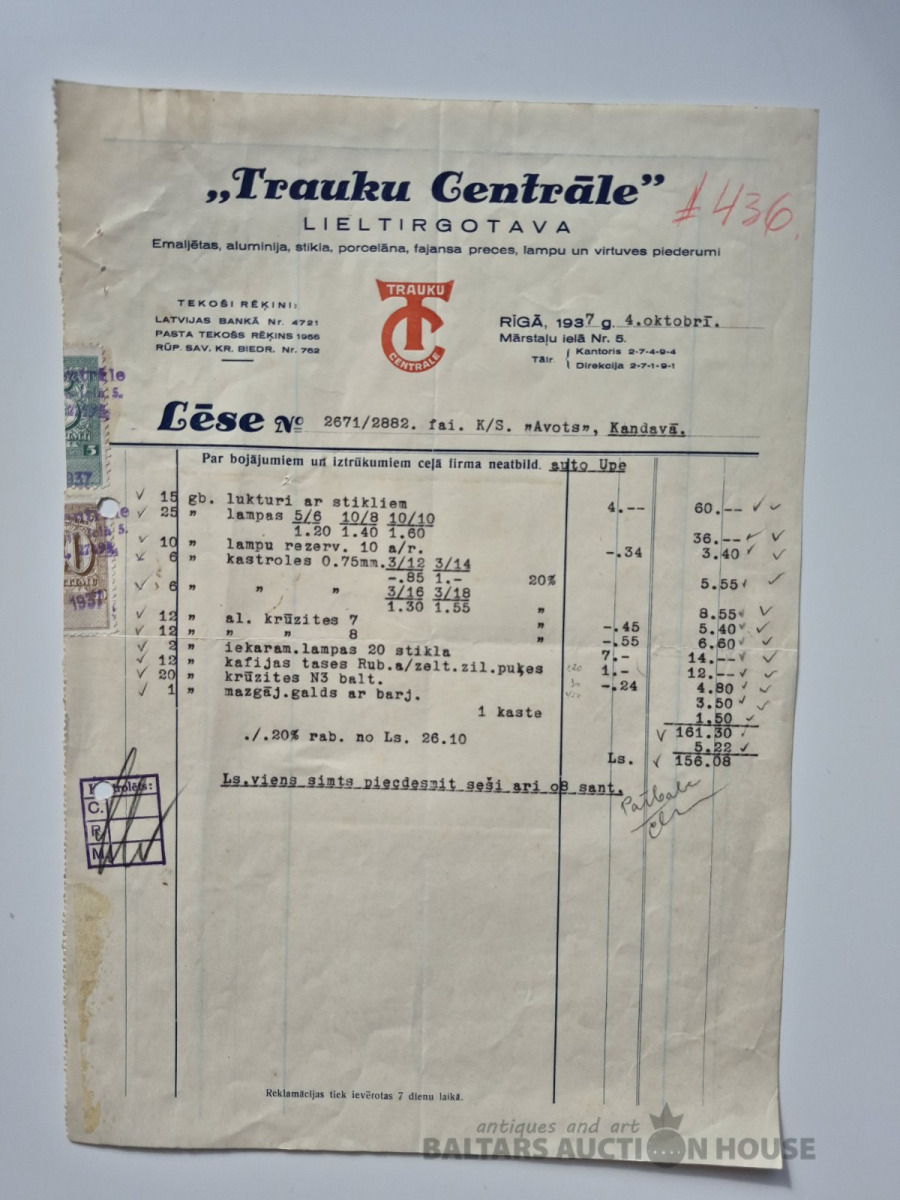 „Trauku Centrāle”
1436.
LIELTIRGOTAVA
Emaljētas, aluminija, stikla, porcelāna, fajansa preces, lampu un virtuves piederumi
TEKOŠI RĒĶINI:
LATVIJAS BANKĀ Nr. 4721
PASTA TEKOŠS RĒĶINS 1956
RŪP. SAV. KR. BIEDR. Nr. 762
TRAUKU
TC
CENTRALE
RĪGĀ, 1937 g. 4.oktobrī.
Mārstaļu ielā Nr. 5.
Tālr. Kantoris 2-7-4-9-4
Direkcija 2-7-1-9-1
Lēse No 2671/2882. fai. K/S. "Avots", Kandavā.
Par bojājumiem un iztrūkumiem ceļā firma neatbild. auto Upe
15 gb. lukturi ar stikliem 4.-- 60.--
25 " lampas 5/6 10/8 10/10
1.20 1.40 1.60 36.--
10 " lampu rezerv. 10 a/r. -.34 3.40
6 " kastroles 0.75mm. 3/12 3/14
-.85 1.- 20% 5.55
6 " " " 3/16 3/18
1.30 1.55 " 8.55
12 " al. krūzites 7 " -.45 5.40
12 " " " 8 " -.55 6.60
2 " iekaram.lampas 20 stikla 7.- 14.--
12 " kafijas tases Rub.a/zelt.zil.puķes 1.- 12.--
20 " krūzites N3 balt. -.24 4.80
1 " mazgāj.galds ar barj. 3.50
1 kaste 1.50
161.30
./.20% rab. no Ls. 26.10 5.22
Ls. 156.08
Ls.viens simts piecdesmit seši ari o8 sant.
C.
R.
M.
5
1937
1937
Reklamācijas tiek ievērotas 7 dienu laikā.
antiques and art
BALTARS AUCTION HOUSE